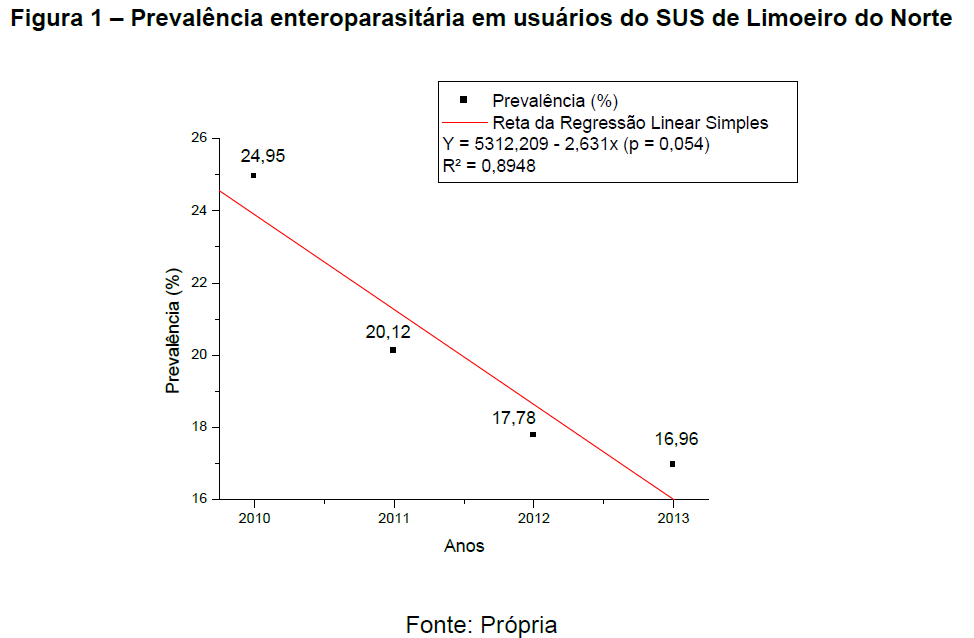 Figura 1 – Prevalência enteroparasitária em usuários do SUS de Limoeiro do Norte
Prevalência (%)
Reta da Regressão Linear Simples
Y = 5312,209 - 2,631x (p = 0,054)
R² = 0,8948
26
24,95
24
22
Prevalência (%)
20,12
20
18
17,78
16,96
16
2010
2011
2012
2013
Anos
Fonte: Própria